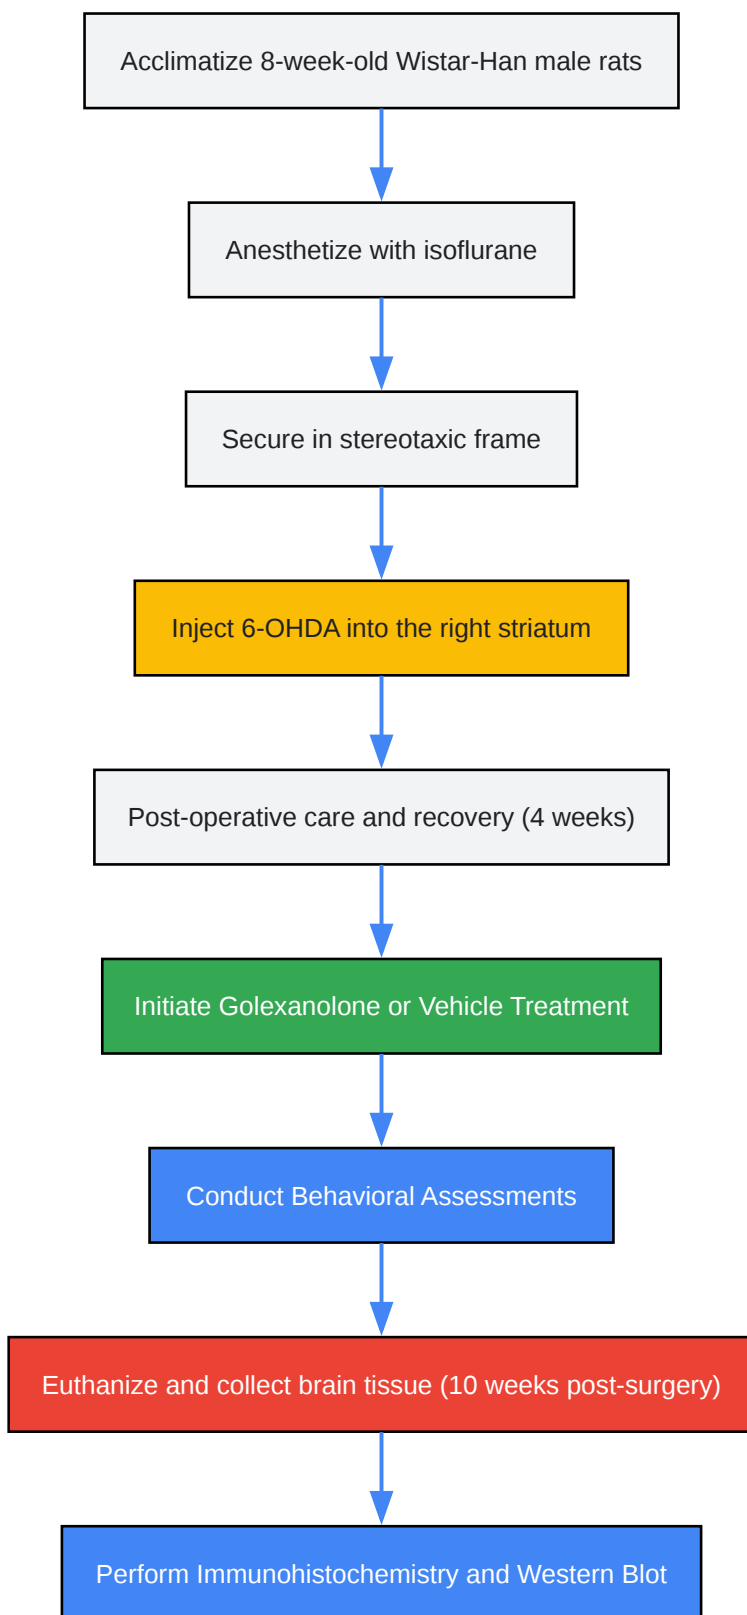 Acclimatize 8-week-old Wistar-Han male rats
Anesthetize with isoflurane
Secure in stereotaxic frame
Inject 6-OHDA into the right striatum
Post-operative care and recovery (4 weeks)
Initiate Golexanolone or Vehicle Treatment
Conduct Behavioral Assessments
Euthanize and collect brain tissue (10 weeks post-surgery)
Perform Immunohistochemistry and Western Blot